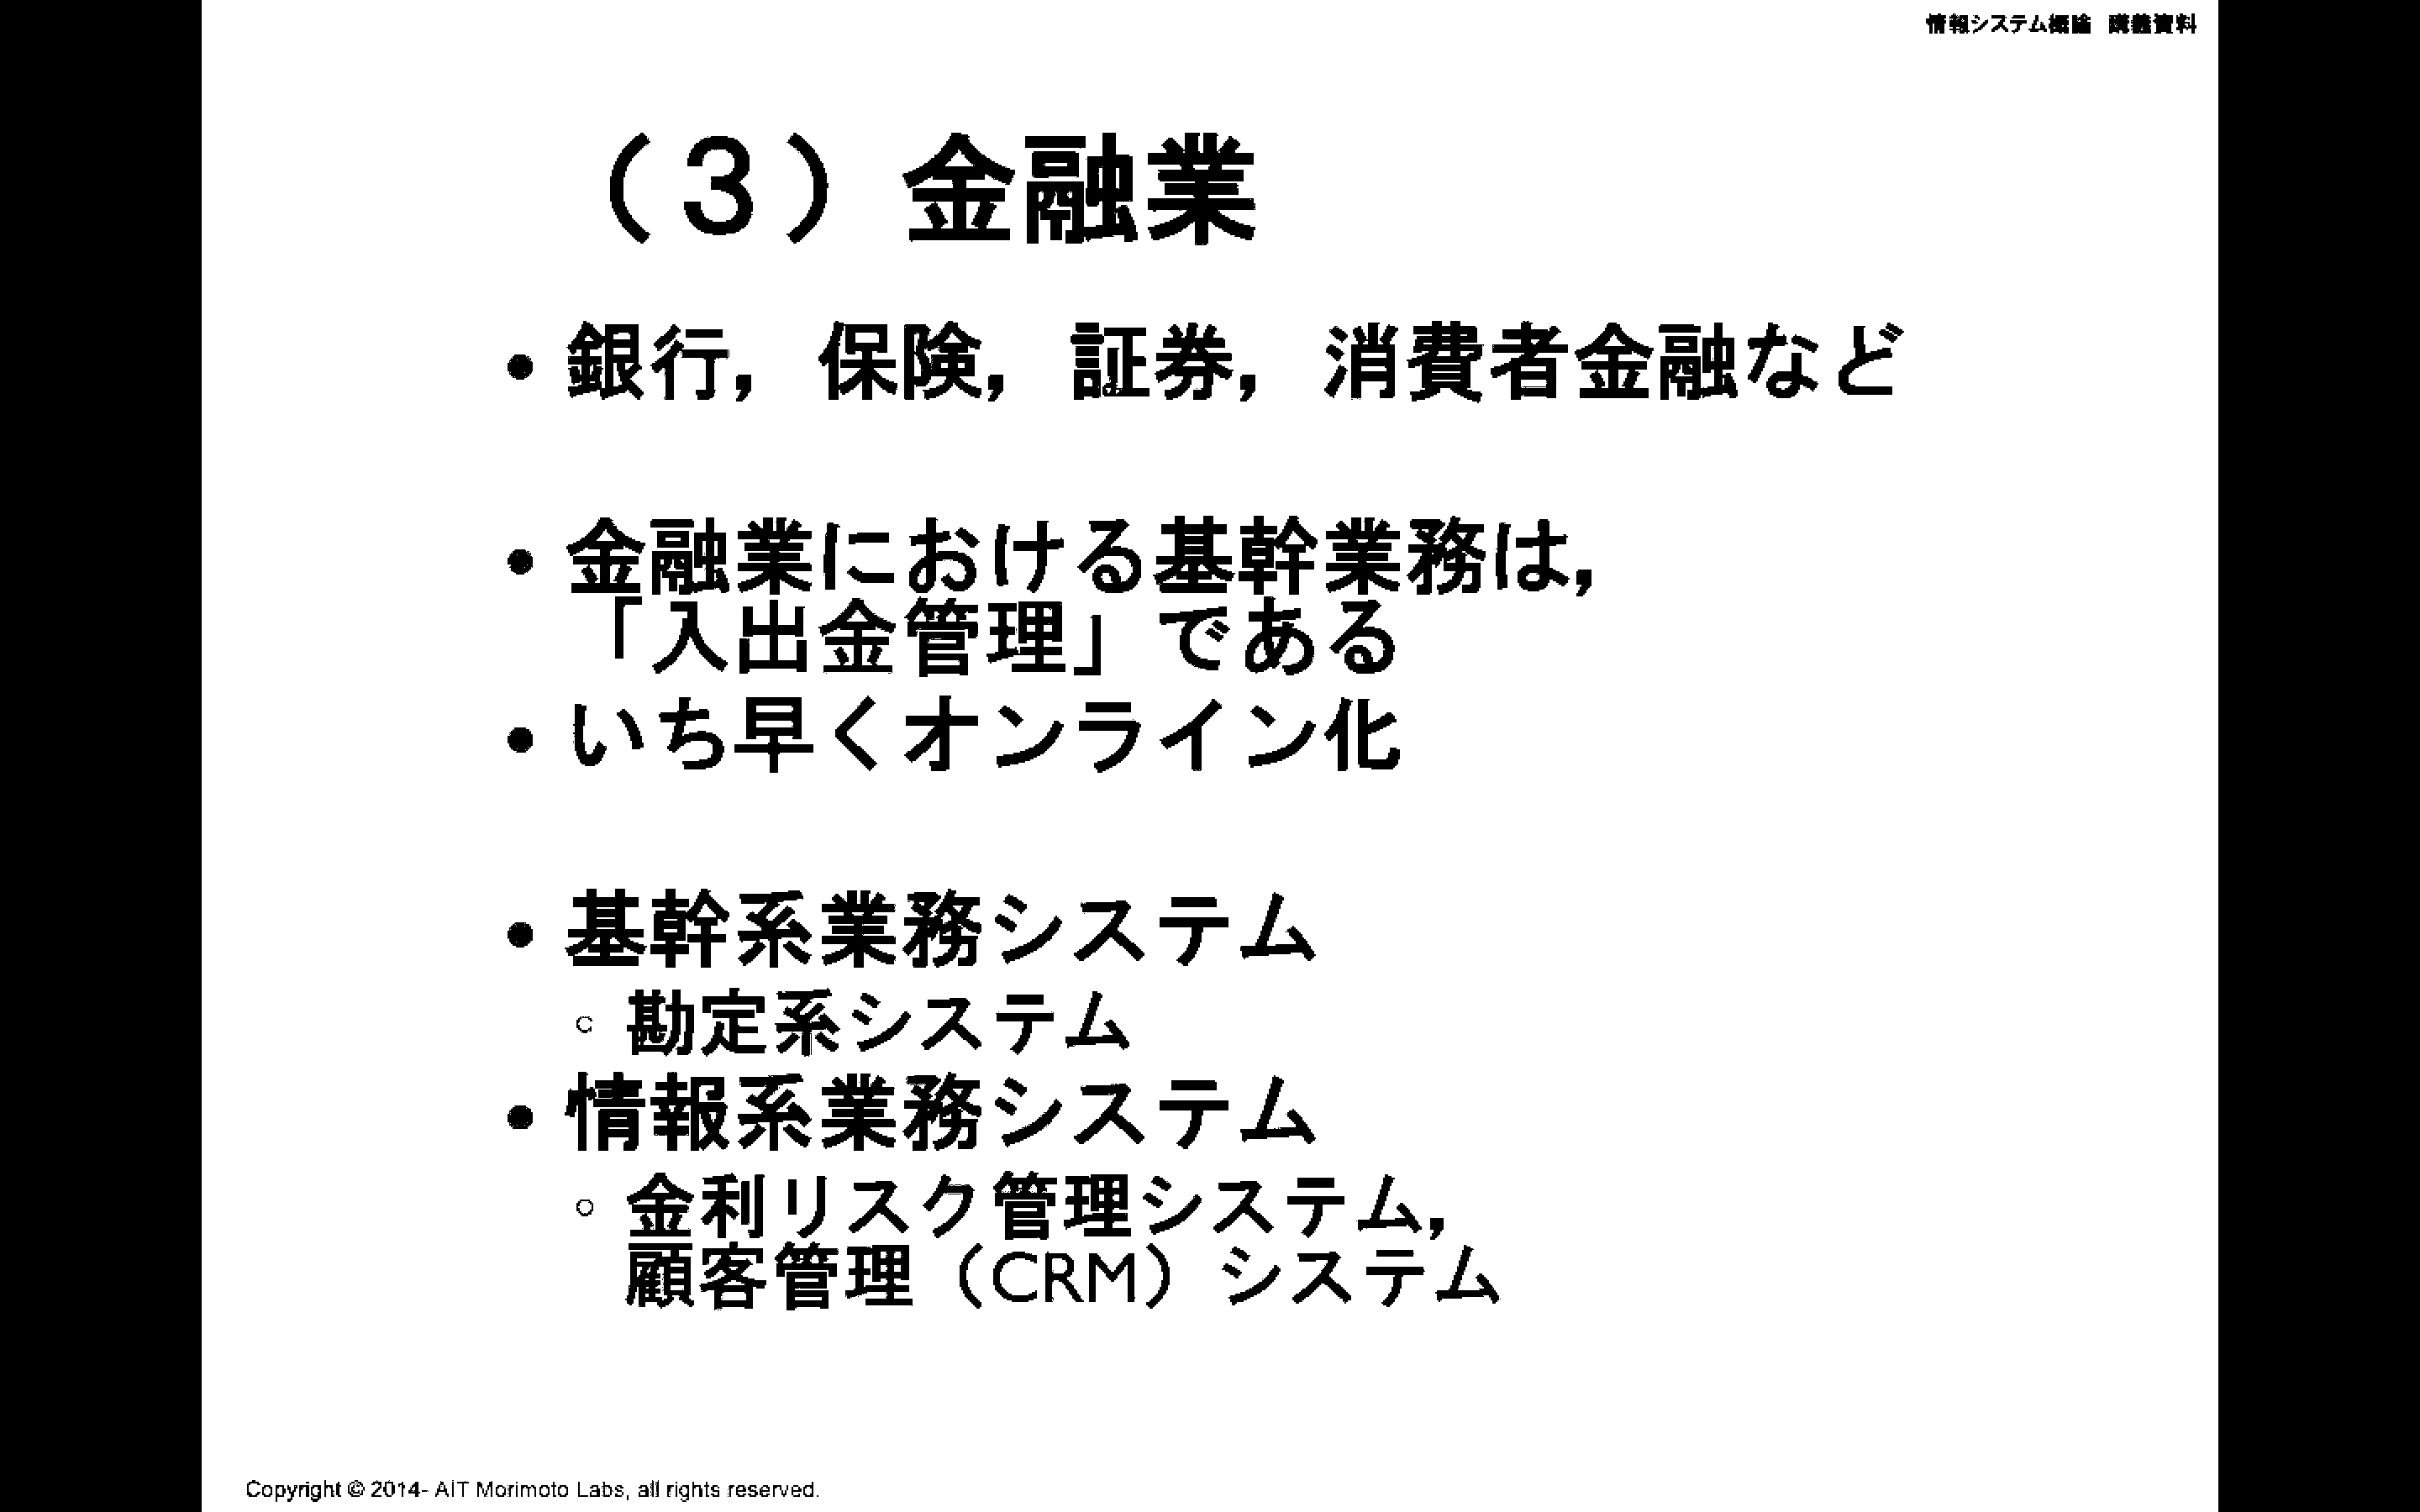 情報システム概論 講義資料
（３）金融業
• 銀行，保険，証券，消費者金融など
• 金融業における基幹業務は，
「入出金管理」である
• いち早くオンライン化
• 基幹系業務システム
◦ 勘定系システム
• 情報系業務システム
◦ 金利リスク管理システム，
顧客管理（CRM）システム
Copyright © 2014- AIT Morimoto Labs, all rights reserved.